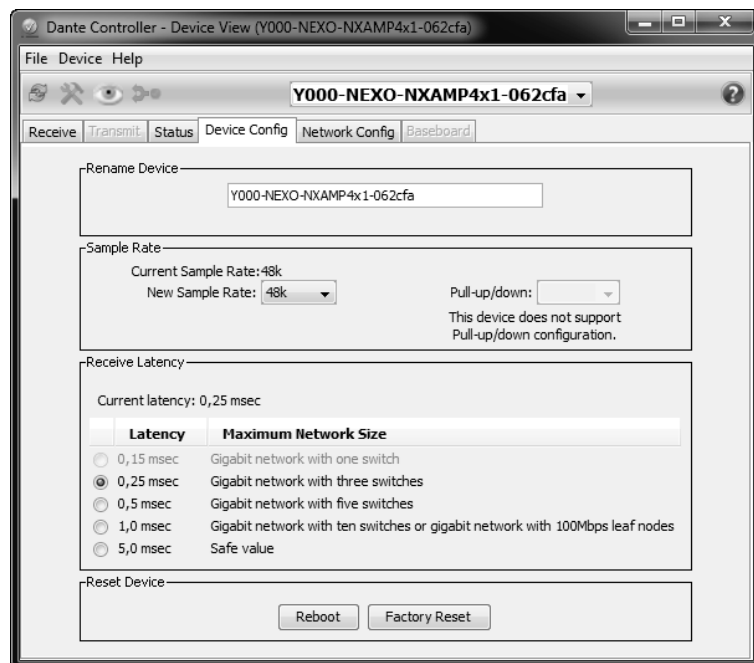 Dante Controller - Device View (Y000-NEXO-NXAMP4x1-062cfa)
File Device Help
Y000-NEXO-NXAMP4x1-062cfa
Receive Transmit Status Device Config Network Config Baseboard
Rename Device
Y000-NEXO-NXAMP4x1-062cfa
Sample Rate
Current Sample Rate:48k
New Sample Rate: 48k
Pull-up/down:
This device does not support
Pull-up/down configuration.
Receive Latency
Current latency: 0,25 msec
Latency Maximum Network Size
0,15 msec Gigabit network with one switch
0,25 msec Gigabit network with three switches
0,5 msec Gigabit network with five switches
1,0 msec Gigabit network with ten switches or gigabit network with 100Mbps leaf nodes
5,0 msec Safe value
Reset Device
Reboot Factory Reset